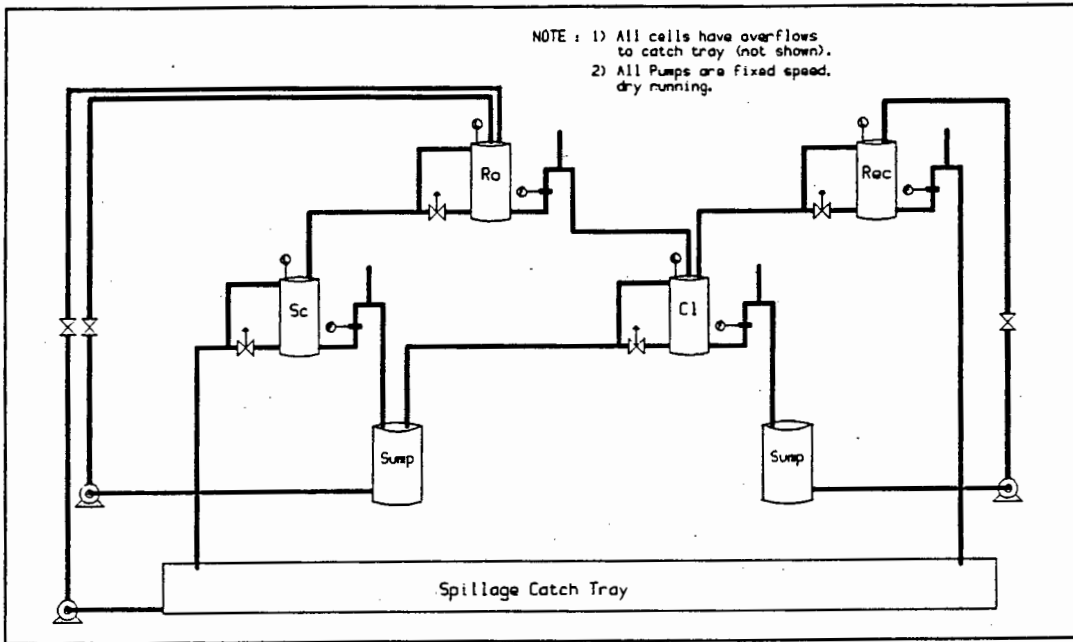 NOTE : 1) All cells have overflows
to catch tray (not shown).
2) All Pumps are fixed speed,
dry running.
Ro
Rec
Sc
Cl
Sump
Sump
Spillage Catch Tray